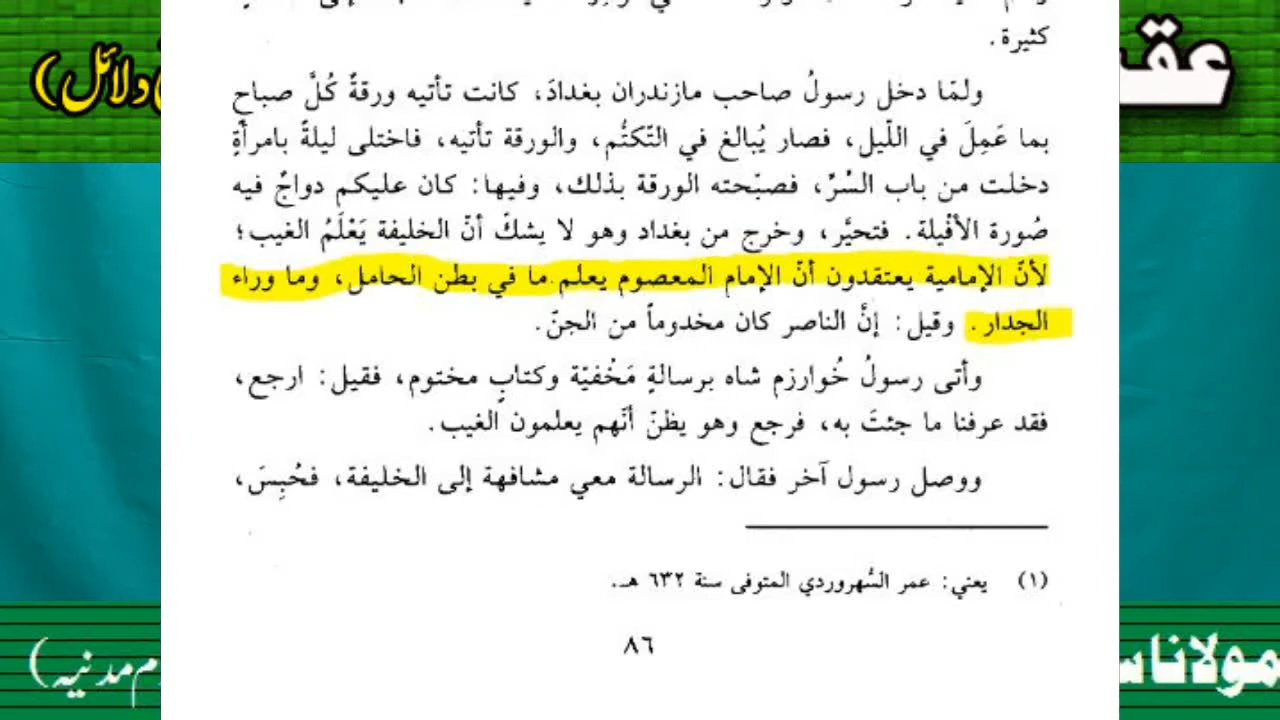 عقـ
دلائل)
كثيرة.
ولمّا دخل رسولُ صاحب مازندران بغدادَ، كانت تأتيه ورقةٌ كُلَّ صباحٍ
بما عَمِلَ في اللّيل، فصار يُبالغ في التّكتُّم، والورقة تأتيه، فاختلى ليلةً بامرأةٍ
دخلت من باب السْرِّ، فصبّحته الورقة بذلك، وفيها: كان عليكم دواجٌ فيه
صُورة الأفْيلة. فتحيَّر، وخرج من بغداد وهو لا يشكّ أنّ الخليفة يَعْلَمُ الغيب؛
لأنّ الإمامية يعتقدون أنّ الإمام المعصوم يعلم ما في بطن الحامل، وما وراء
الجدار. وقيل: إنَّ الناصر كان مخدوماً من الجنّ.
وأتى رسولُ خُوارزم شاه برسالةٍ مَخْفيّة وكتابٍ مختوم، فقيل: ارجع،
فقد عرفنا ما جئتَ به، فرجع وهو يظنّ أنّهم يعلمون الغيب.
ووصل رسول آخر فقال: الرسالة معي مشافهة إلى الخليفة، فحُبِسَ،
(١) يعني: عمر السُّهروردي المتوفى سنة ٦٣٢ هـ.
٨٦
مولانا
م مدنیہ)